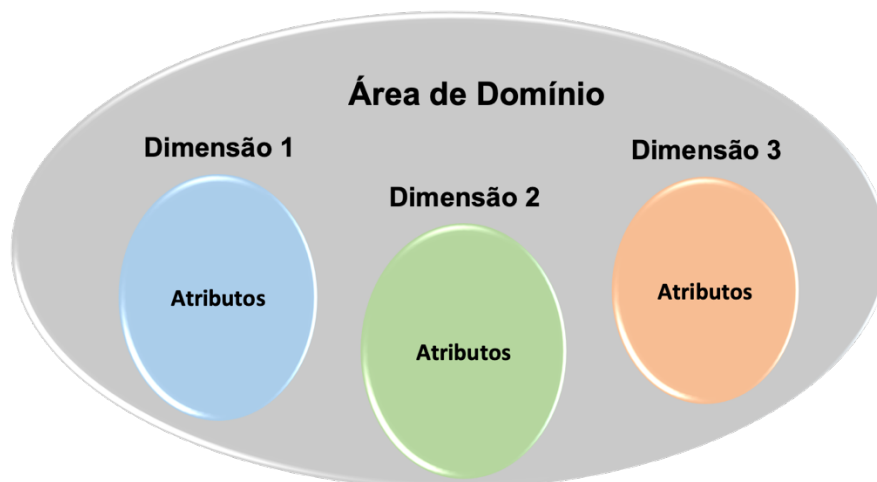 Área de Domínio
Dimensão 1
Dimensão 2
Dimensão 3
Atributos
Atributos
Atributos